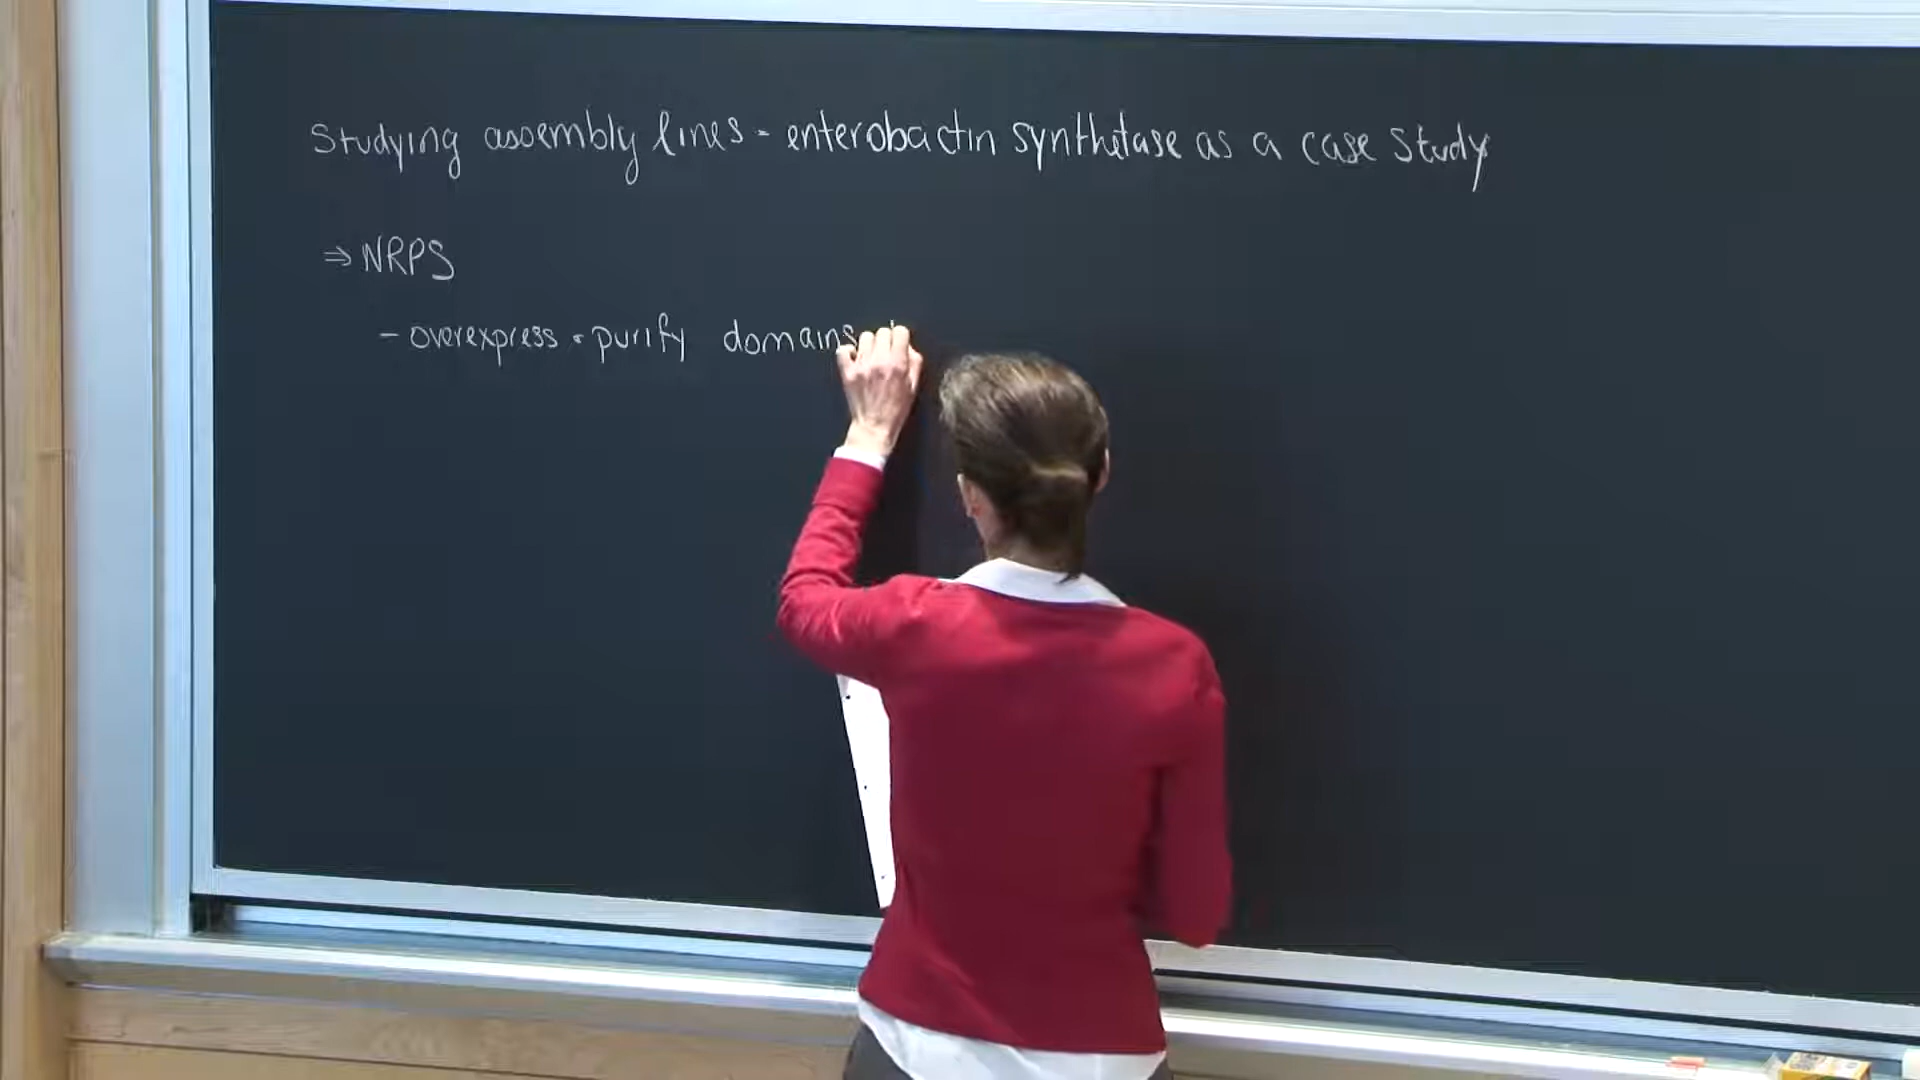 Studying assembly lines - enterobactin synthetase as a case study
⇒ NRPS
- overexpress + purify domains